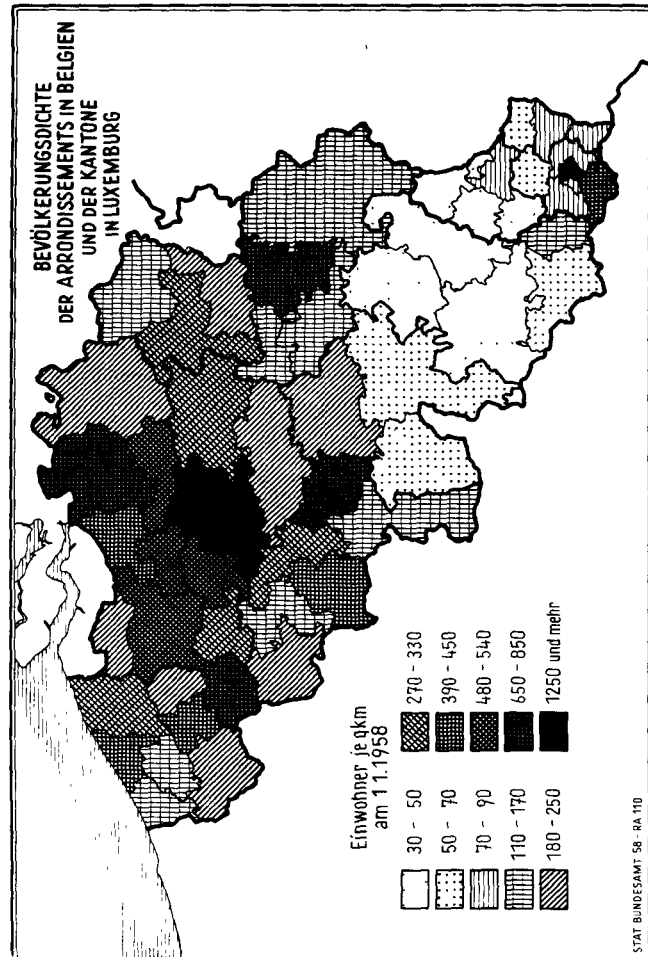 BEVÖLKERUNGSDICHTE
DER ARRONDISSEMENTS IN BELGIEN
UND DER KANTONE
IN LUXEMBURG
Einwohner je qkm
am 1 1.1958
30 - 50
50 - 70
70 - 90
110 - 170
180 - 250
270 - 330
390 - 450
480 - 540
650 - 850
1250 und mehr
STAT BUNDESAMT 58 - RA 110